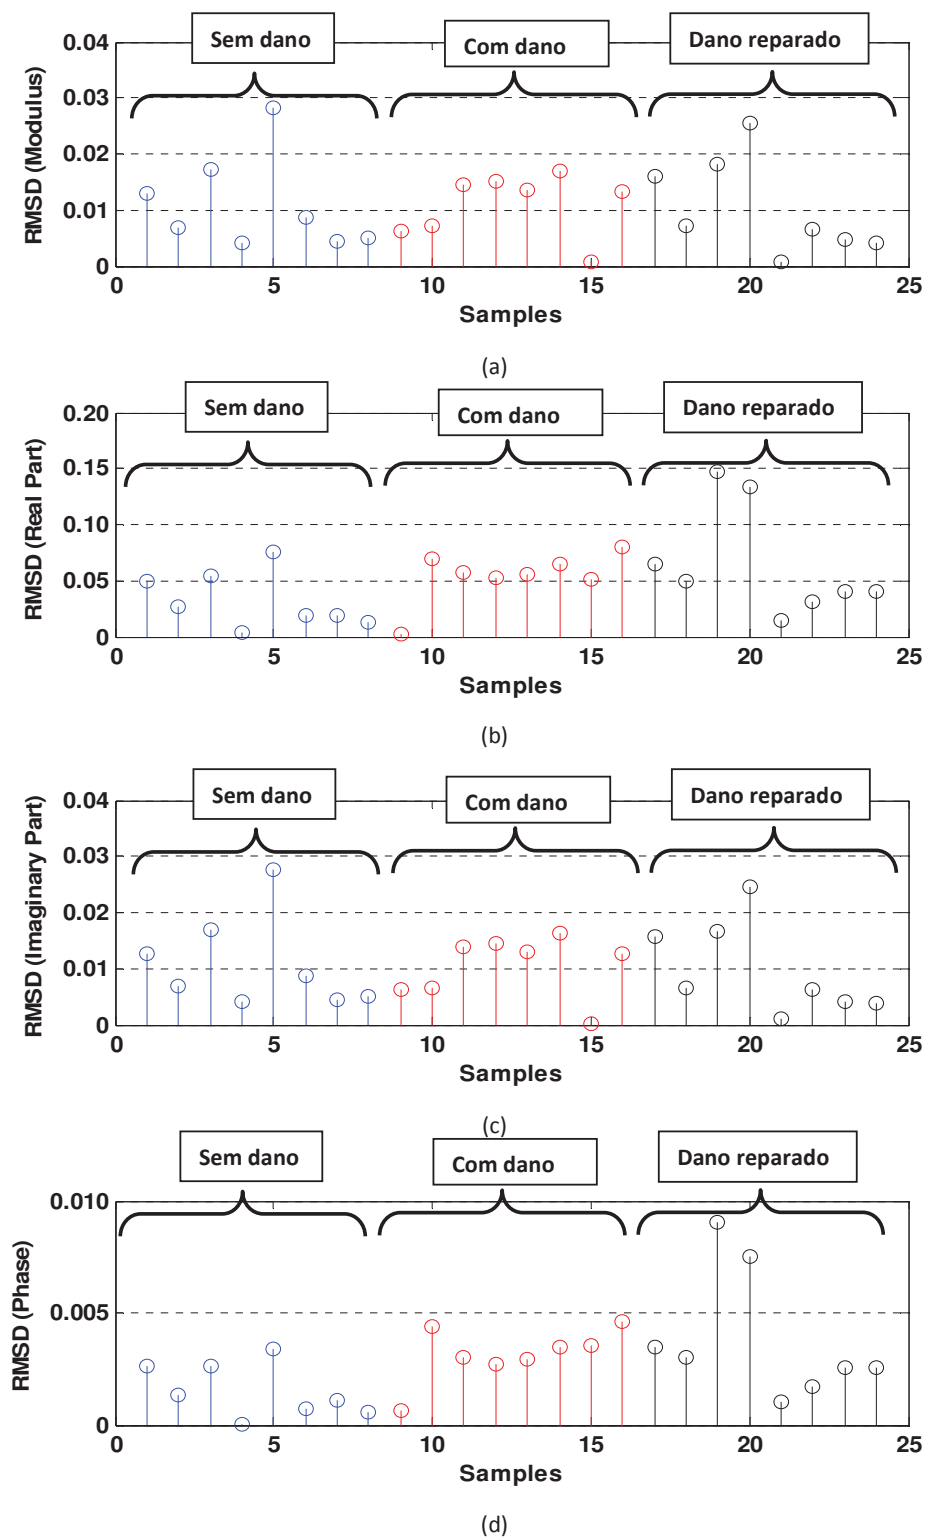 Sem dano
Com dano
Dano reparado
RMSD (Modulus)
0.04
0.03
0.02
0.01
0
0 5 10 15 20 25
Samples
(a)
Sem dano
Com dano
Dano reparado
RMSD (Real Part)
0.20
0.15
0.10
0.05
0
0 5 10 15 20 25
Samples
(b)
Sem dano
Com dano
Dano reparado
RMSD (Imaginary Part)
0.04
0.03
0.02
0.01
0
0 5 10 15 20 25
Samples
(c)
Sem dano
Com dano
Dano reparado
RMSD (Phase)
0.010
0.005
0
0 5 10 15 20 25
Samples
(d)